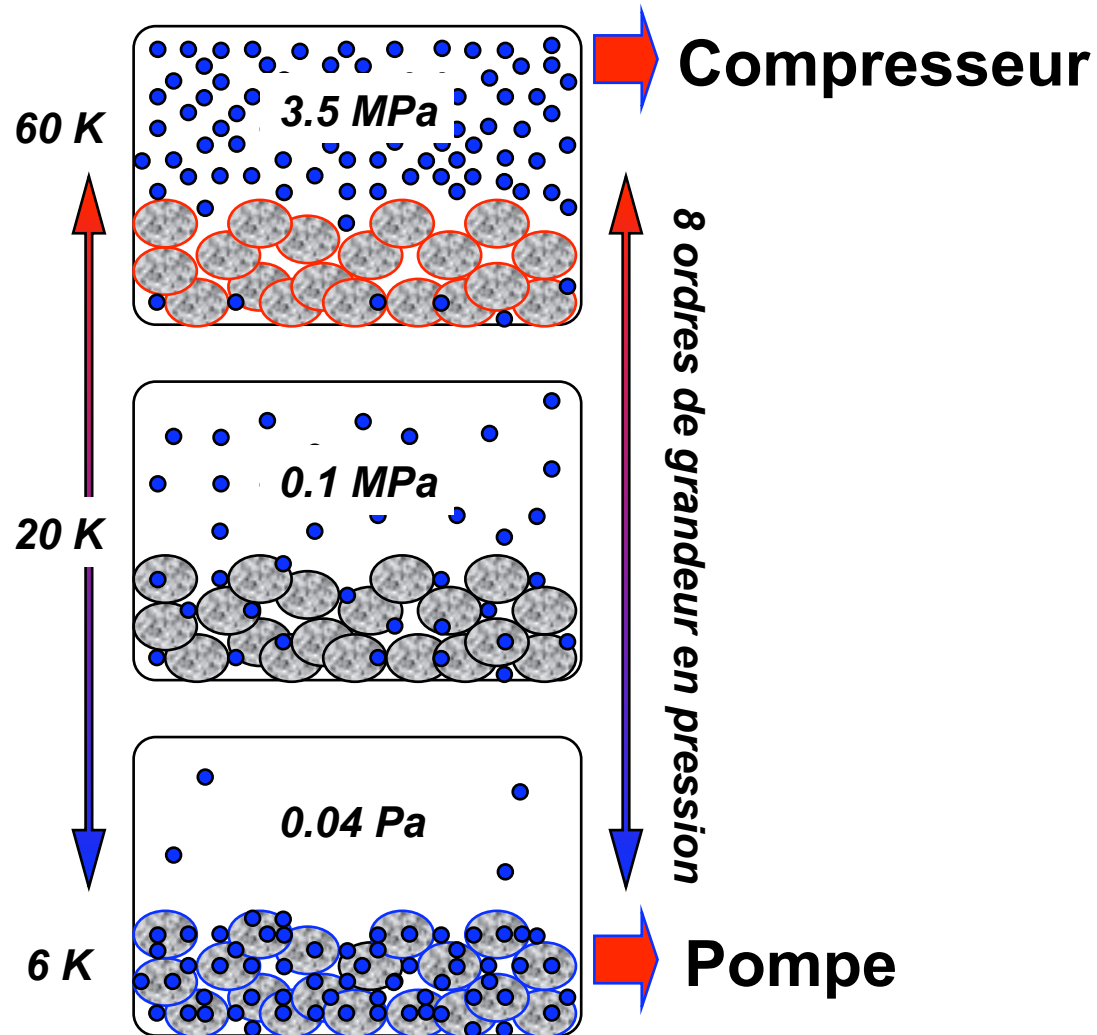 Compresseur
60 K
3.5 MPa
8 ordres de grandeur en pression
20 K
0.1 MPa
0.04 Pa
6 K
Pompe